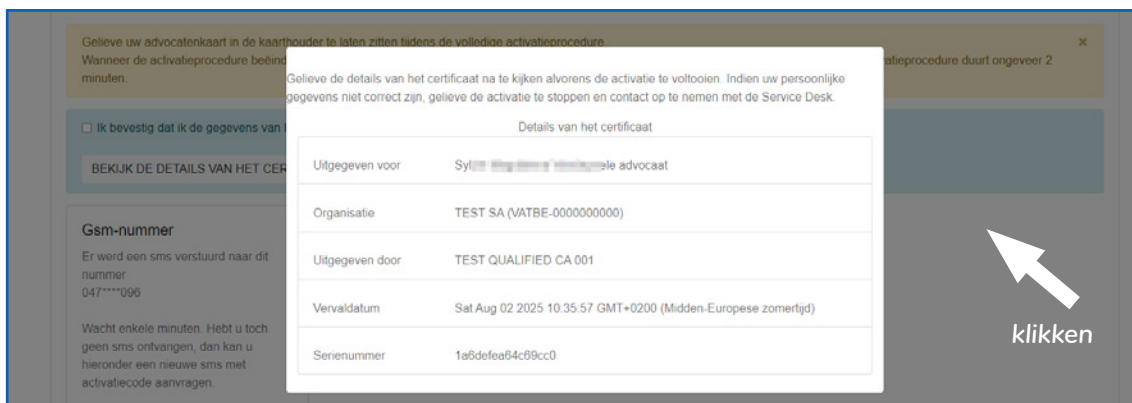 Gelieve uw advocatenkaart in de kaarthouder te laten zitten tijdens de volledige activatieprocedure
×
Wanneer de activatieprocedure beëind
atieprocedure duurt ongeveer 2
minuten.
Gelieve de details van het certificaat na te kijken alvorens de activatie te voltooien. Indien uw persoonlijke
gegevens niet correct zijn, gelieve de activatie te stoppen en contact op te nemen met de Service Desk.
Ik bevestig dat ik de gegevens van
BEKIJK DE DETAILS VAN HET CER
Details van het certificaat
Uitgegeven voor Syl ele advocaat
Organisatie TEST SA (VATBE-0000000000)
Uitgegeven door TEST QUALIFIED CA 001
Vervaldatum Sat Aug 02 2025 10:35:57 GMT+0200 (Midden-Europese zomertijd)
Serienummer 1a6defea64c69cc0
Gsm-nummer
Er werd een sms verstuurd naar dit
nummer
047****096
Wacht enkele minuten. Hebt u toch
geen sms ontvangen, dan kan u
hieronder een nieuwe sms met
activatiecode aanvragen.
klikken